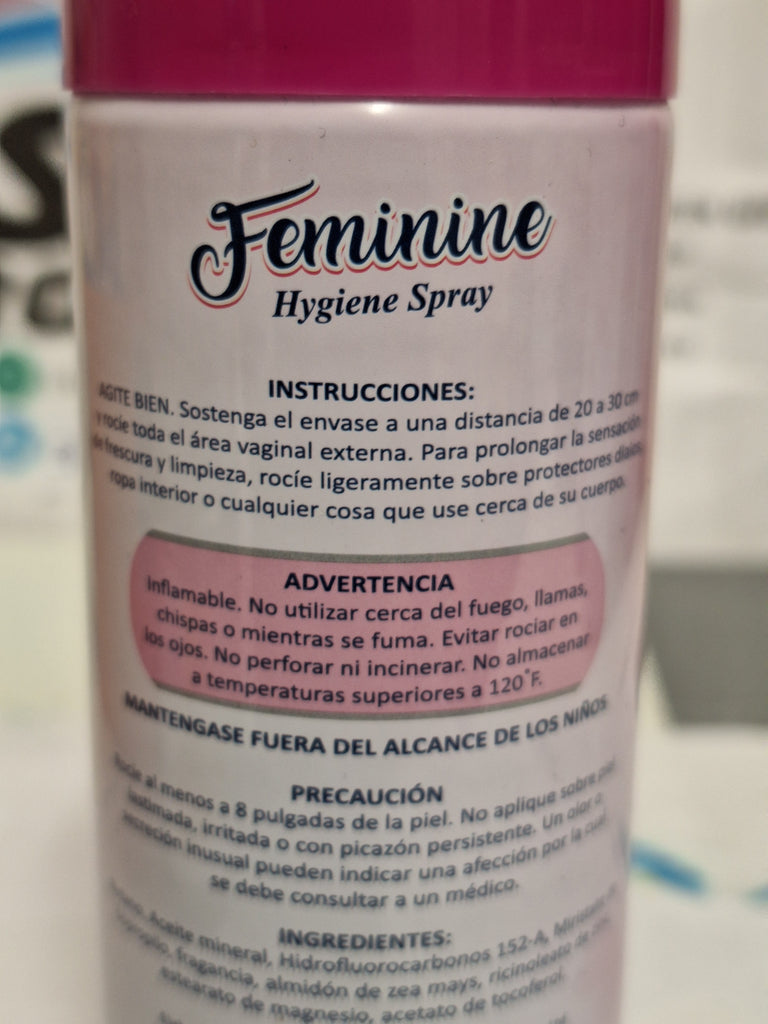 Feminine
Hygiene Spray
INSTRUCCIONES:
AGITE BIEN. Sostenga el envase a una distancia de 20 a 30 cm
y rocíe toda el área vaginal externa. Para prolongar la sensación
de frescura y limpieza, rocíe ligeramente sobre protectores diarios
ropa interior o cualquier cosa que use cerca de su cuerpo.
ADVERTENCIA
Inflamable. No utilizar cerca del fuego, llamas,
chispas o mientras se fuma. Evitar rociar en
los ojos. No perforar ni incinerar. No almacenar
a temperaturas superiores a 120°F.
MANTENGASE FUERA DEL ALCANCE DE LOS NIÑOS
PRECAUCIÓN
Rocíe al menos a 8 pulgadas de la piel. No aplique sobre piel
lastimada, irritada o con picazón persistente. Un olor o
secreción inusual pueden indicar una afección por la cual
se debe consultar a un médico.
INGREDIENTES:
Aceite mineral, Hidrofluorocarbonos 152-A,
fragancia, almidón de zea mays, ricinoleato de
estearato de magnesio, acetato de tocoferol.